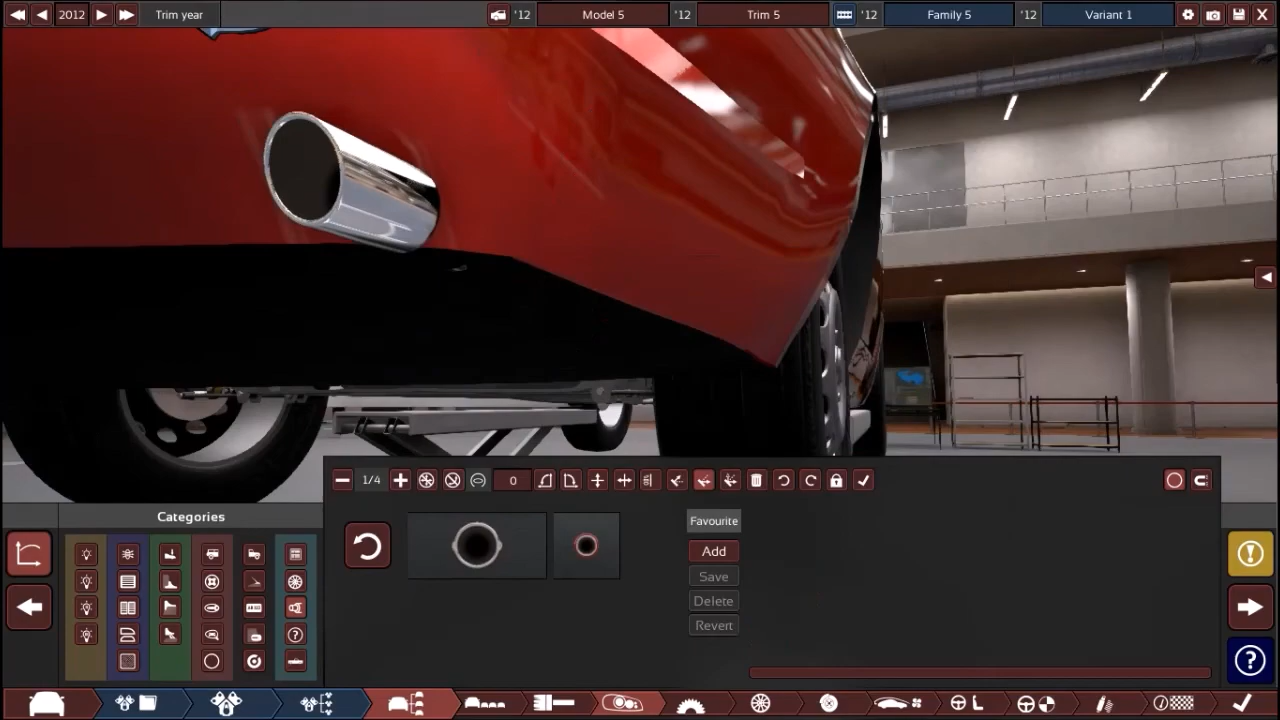 2012 Trim year '12 Model 5 '12 Trim 5 '12 Family 5 '12 Variant 1
1/4 0
Categories
Favourite
Add
Save
Delete
Revert